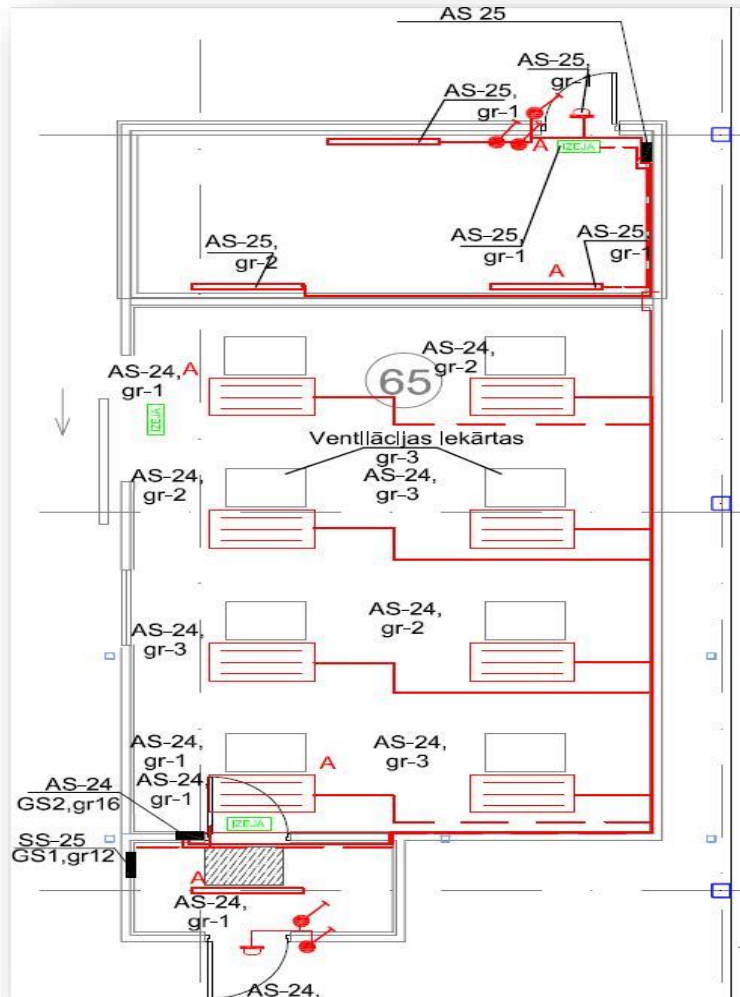 AS 25
AS-25,
gr-1
AS-25,
gr-1
A
IZEJA
AS-25,
gr-2
AS-25,
gr-1
AS-25,
gr-1
A
AS-24,
gr-1
A
65
AS-24,
gr-2
IZEJA
Ventilācijas Iekārtas
gr-3
AS-24,
gr-2
AS-24,
gr-3
AS-24,
gr-3
AS-24,
gr-2
AS-24,
gr-1
A
AS-24,
gr-3
AS-24
GS2,gr16
AS-24,
gr-1
IZEJA
SS-25
GS1,gr12
A
AS-24,
gr-1
AS-24,